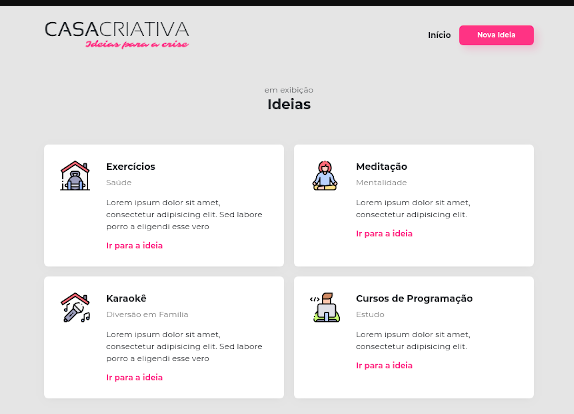 CASACRIATIVA
Ideias para a crise
Início
Nova Ideia
em exibição
Ideias
Exercícios
Saúde
Lorem ipsum dolor sit amet,
consectetur adipisicing elit. Sed labore
porro a eligendi esse vero
Ir para a ideia
Meditação
Mentalidade
Lorem ipsum dolor sit amet,
consectetur adipisicing elit.
Ir para a ideia
Karaokê
Diversão em Família
Lorem ipsum dolor sit amet,
consectetur adipisicing elit. Sed labore
porro a eligendi esse vero
Ir para a ideia
Cursos de Programação
Estudo
Lorem ipsum dolor sit amet,
consectetur adipisicing elit.
Ir para a ideia